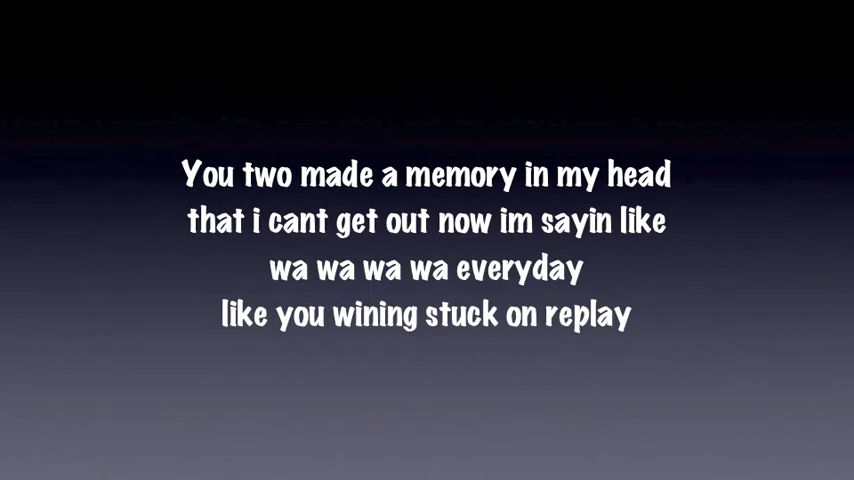 You two made a memory in my head
that i cant get out now im sayin like
wa wa wa wa everyday
like you wining stuck on replay